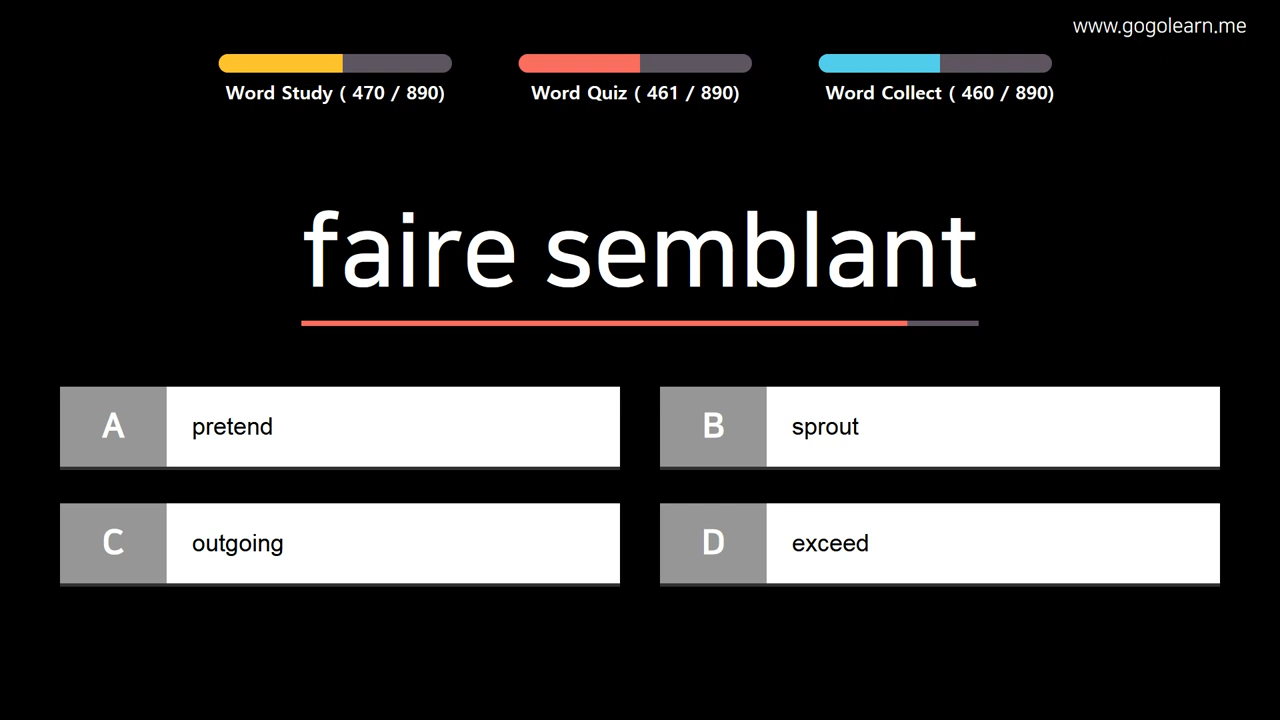 www.gogolearn.me
Word Study ( 470 / 890)
Word Quiz ( 461 / 890)
Word Collect ( 460 / 890)
faire semblant
A pretend
B sprout
C outgoing
D exceed